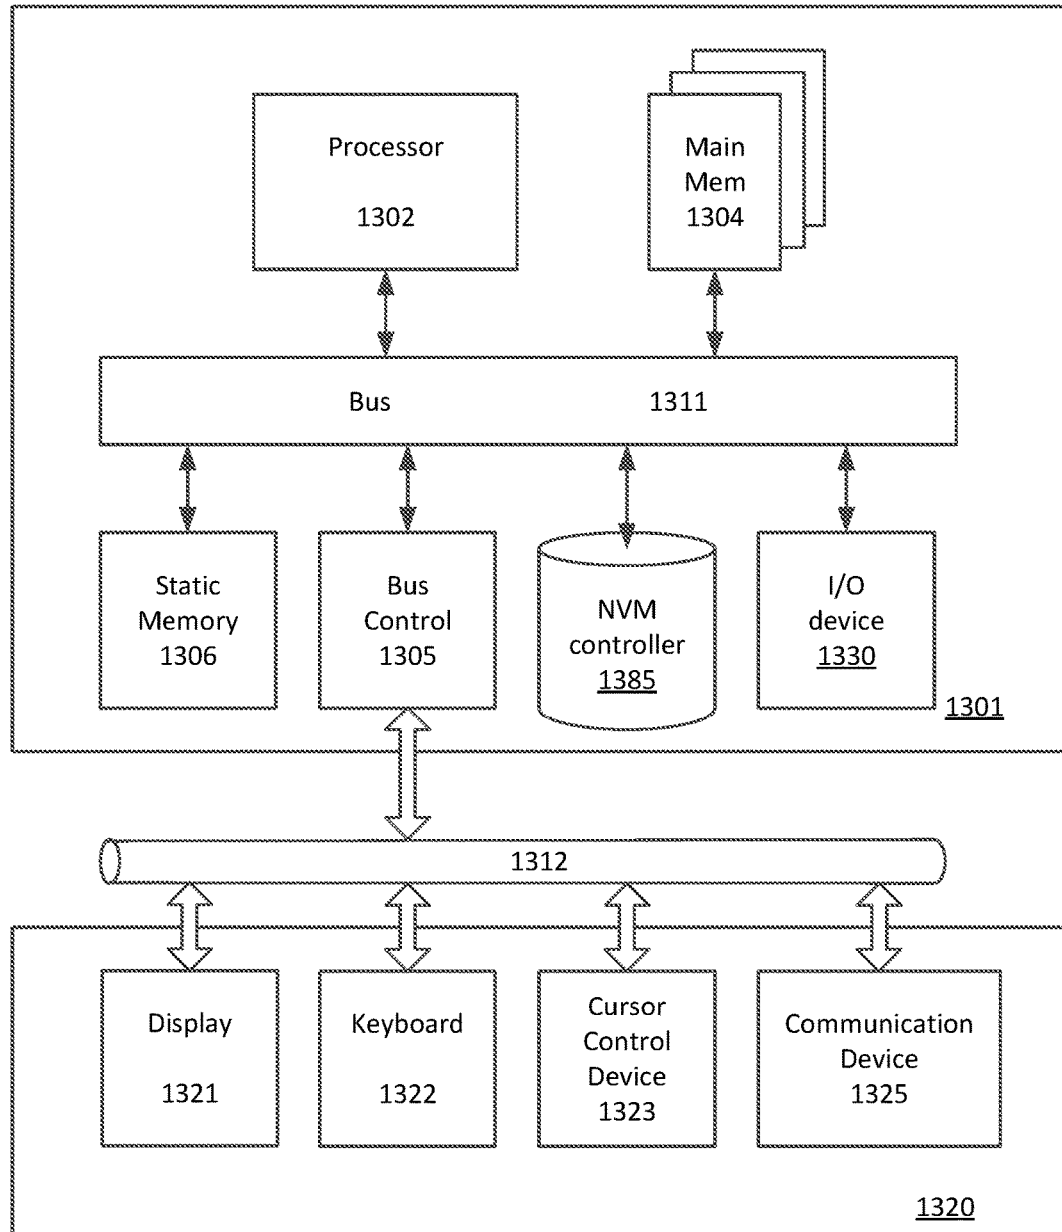 Processor
1302
Main
Mem
1304
Bus 1311
Static
Memory
1306
Bus
Control
1305
NVM
controller
1385
I/O
device
1330
1301
1312
Display
1321
Keyboard
1322
Cursor
Control
Device
1323
Communication
Device
1325
1320